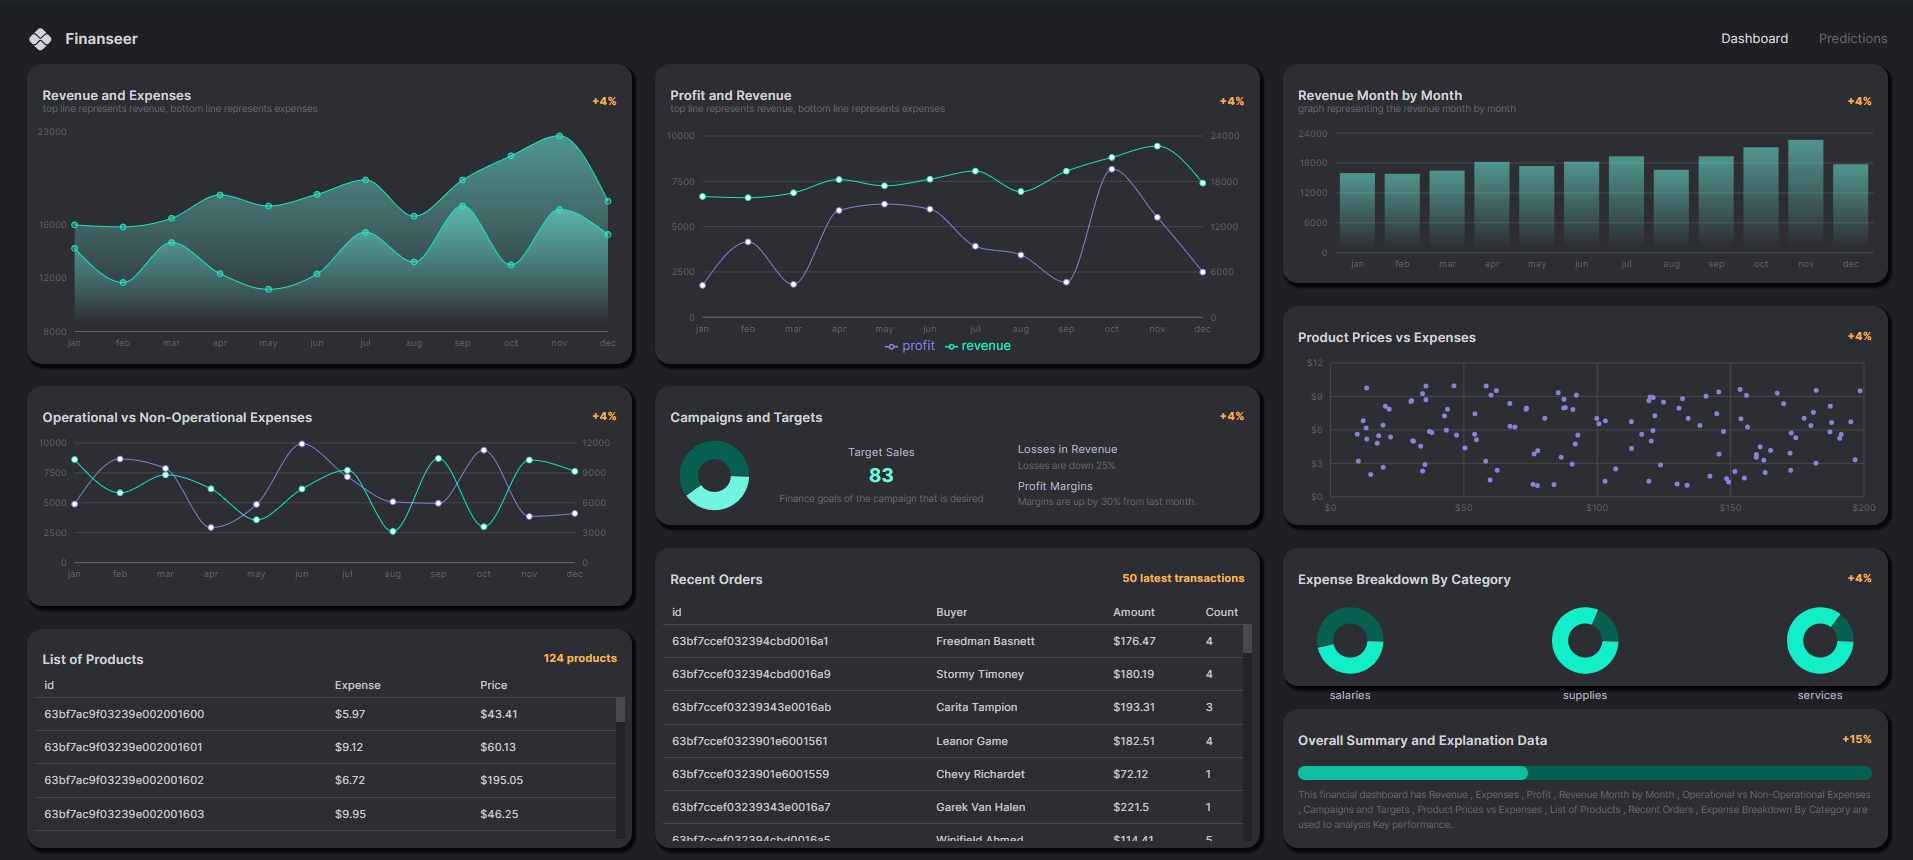 Finanseer
Dashboard
Predictions
Revenue and Expenses
top line represents revenue, bottom line represents expenses
+4%
23000
16000
12000
8000
jan feb mar apr may jun jul aug sep oct nov dec
Operational vs Non-Operational Expenses
+4%
10000
7500
5000
2500
0
12000
9000
6000
3000
0
jan feb mar apr may jun jul aug sep oct nov dec
List of Products
124 products
id Expense Price
63bf7ac9f03239e002001600 $5.97 $43.41
63bf7ac9f03239e002001601 $9.12 $60.13
63bf7ac9f03239e002001602 $6.72 $195.05
63bf7ac9f03239e002001603 $9.95 $46.25
Profit and Revenue
top line represents revenue, bottom line represents expenses
+4%
10000
7500
5000
2500
0
24000
18000
12000
6000
0
jan feb mar apr may jun jul aug sep oct nov dec
profit revenue
Campaigns and Targets
+4%
Target Sales
83
Finance goals of the campaign that is desired
Losses in Revenue
Losses are down 25%
Profit Margins
Margins are up by 30% from last month.
Recent Orders
50 latest transactions
id Buyer Amount Count
63bf7ccef032394cbd0016a1 Freedman Basnett $176.47 4
63bf7ccef032394cbd0016a9 Stormy Timoney $180.19 4
63bf7ccef03239343e0016ab Carita Tampion $193.31 3
63bf7ccef0323901e6001561 Leanor Game $182.51 4
63bf7ccef0323901e6001559 Chevy Richardet $72.12 1
63bf7ccef03239343e0016a7 Garek Van Halen $221.5 1
63bf7ccef032394cbd0016a5 Winifield Ahmed $114.41 5
Revenue Month by Month
graph representing the revenue month by month
+4%
24000
18000
12000
6000
0
jan feb mar apr may jun jul aug sep oct nov dec
Product Prices vs Expenses
+4%
$12
$9
$6
$3
$0
$0 $50 $100 $150 $200
Expense Breakdown By Category
+4%
salaries supplies services
Overall Summary and Explanation Data
+15%
This financial dashboard has Revenue , Expenses , Profit , Revenue Month by Month , Operational vs Non-Operational Expenses
, Campaigns and Targets , Product Prices vs Expenses , List of Products , Recent Orders , Expense Breakdown By Category are
used to analysis Key performance.